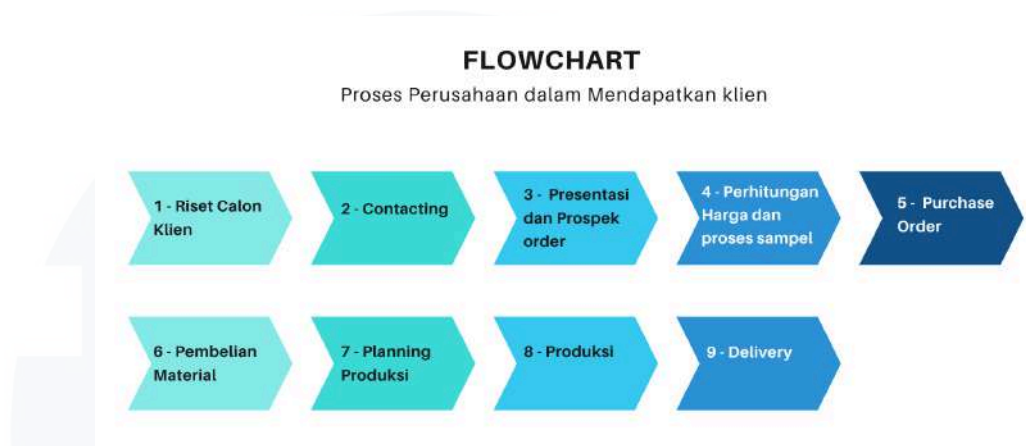 FLOWCHART
Proses Perusahaan dalam Mendapatkan klien
1 - Riset Calon
Klien
2 - Contacting
3 - Presentasi
dan Prospek
order
4 - Perhitungan
Harga dan
proses sampel
5 - Purchase
Order
6 - Pembelian
Material
7 - Planning
Produksi
8 - Produksi
9 - Delivery